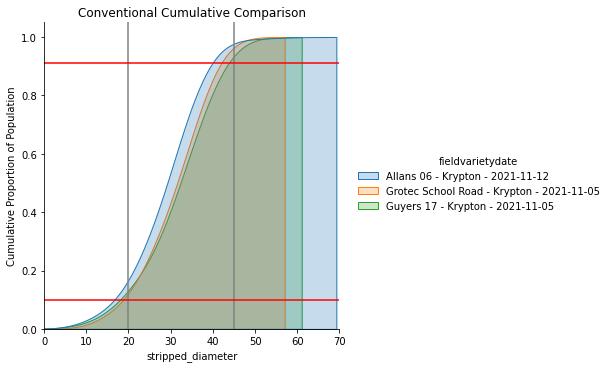 Conventional Cumulative Comparison
Cumulative Proportion of Population
1.0
0.8
0.6
0.4
0.2
0.0
0 10 20 30 40 50 60 70
stripped_diameter
fieldvarietydate
Allans 06 - Krypton - 2021-11-12
Grotec School Road - Krypton - 2021-11-05
Guyers 17 - Krypton - 2021-11-05